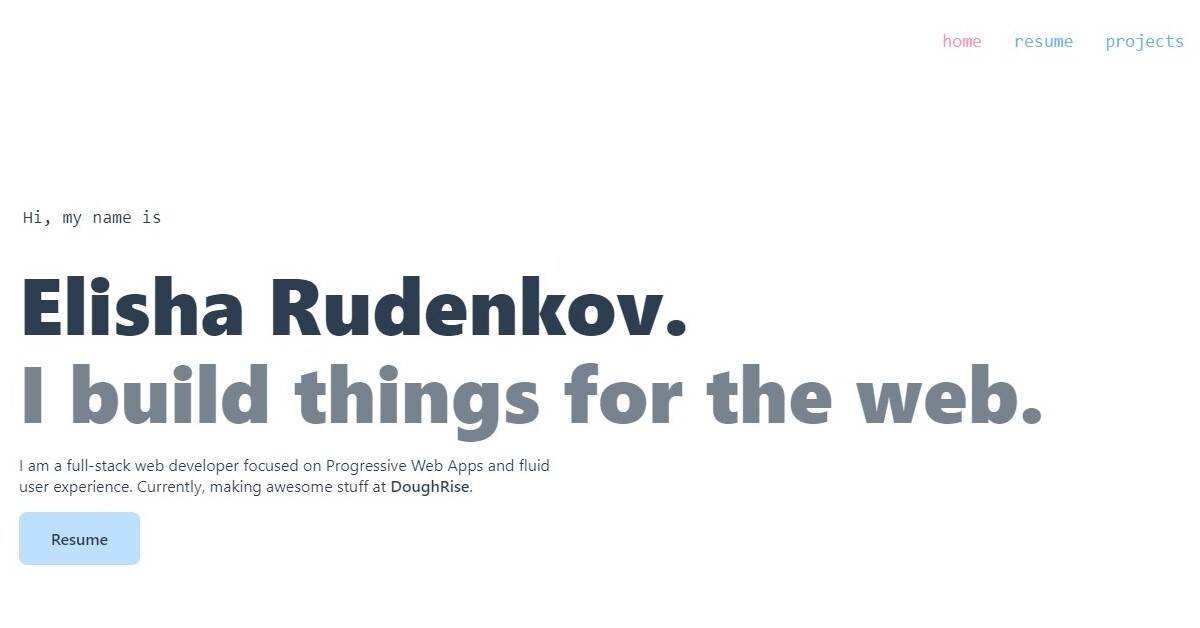 home resume projects
Hi, my name is
Elisha Rudenkov.
I build things for the web.
I am a full-stack web developer focused on Progressive Web Apps and fluid
user experience. Currently, making awesome stuff at DoughRise.
Resume